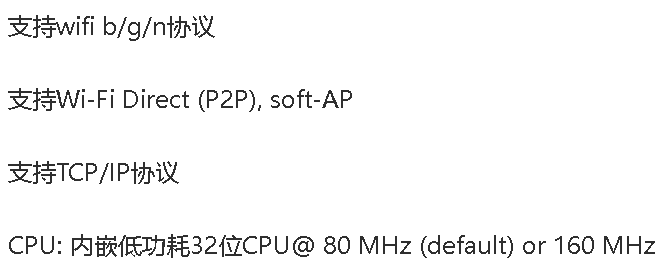 支持wifi b/g/n协议
支持Wi-Fi Direct (P2P), soft-AP
支持TCP/IP协议
CPU: 内嵌低功耗32位CPU@ 80 MHz (default) or 160 MHz